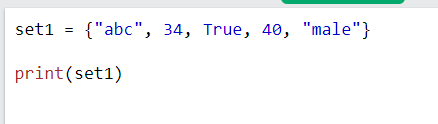 set1 = {"abc", 34, True, 40, "male"}
print(set1)